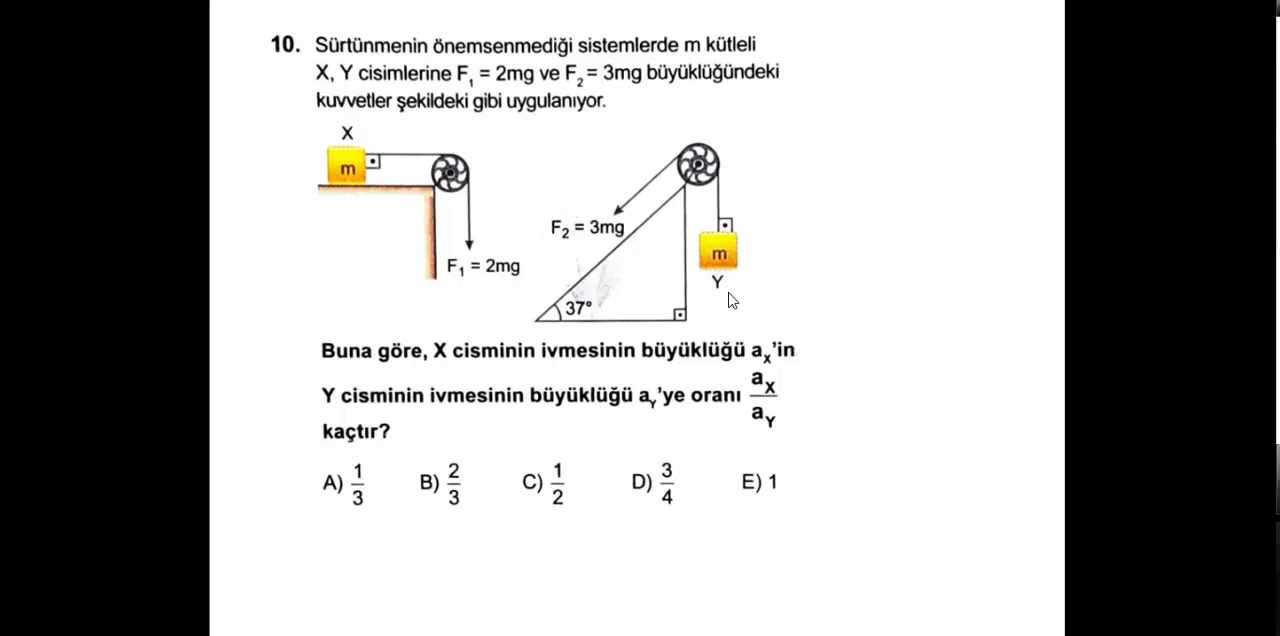 10. Sürtünmenin önemsenmediği sistemlerde m kütleli
X, Y cisimlerine F₁ = 2mg ve F₂ = 3mg büyüklüğündeki
kuvvetler şekildeki gibi uygulanıyor.
X
m
F₁ = 2mg
F₂ = 3mg
37°
m
Y
Buna göre, X cisminin ivmesinin büyüklüğü aₓ'in
Y cisminin ivmesinin büyüklüğü aᵧ'ye oranı aX/aY
kaçtır?
A) 1/3 B) 2/3 C) 1/2 D) 3/4 E) 1